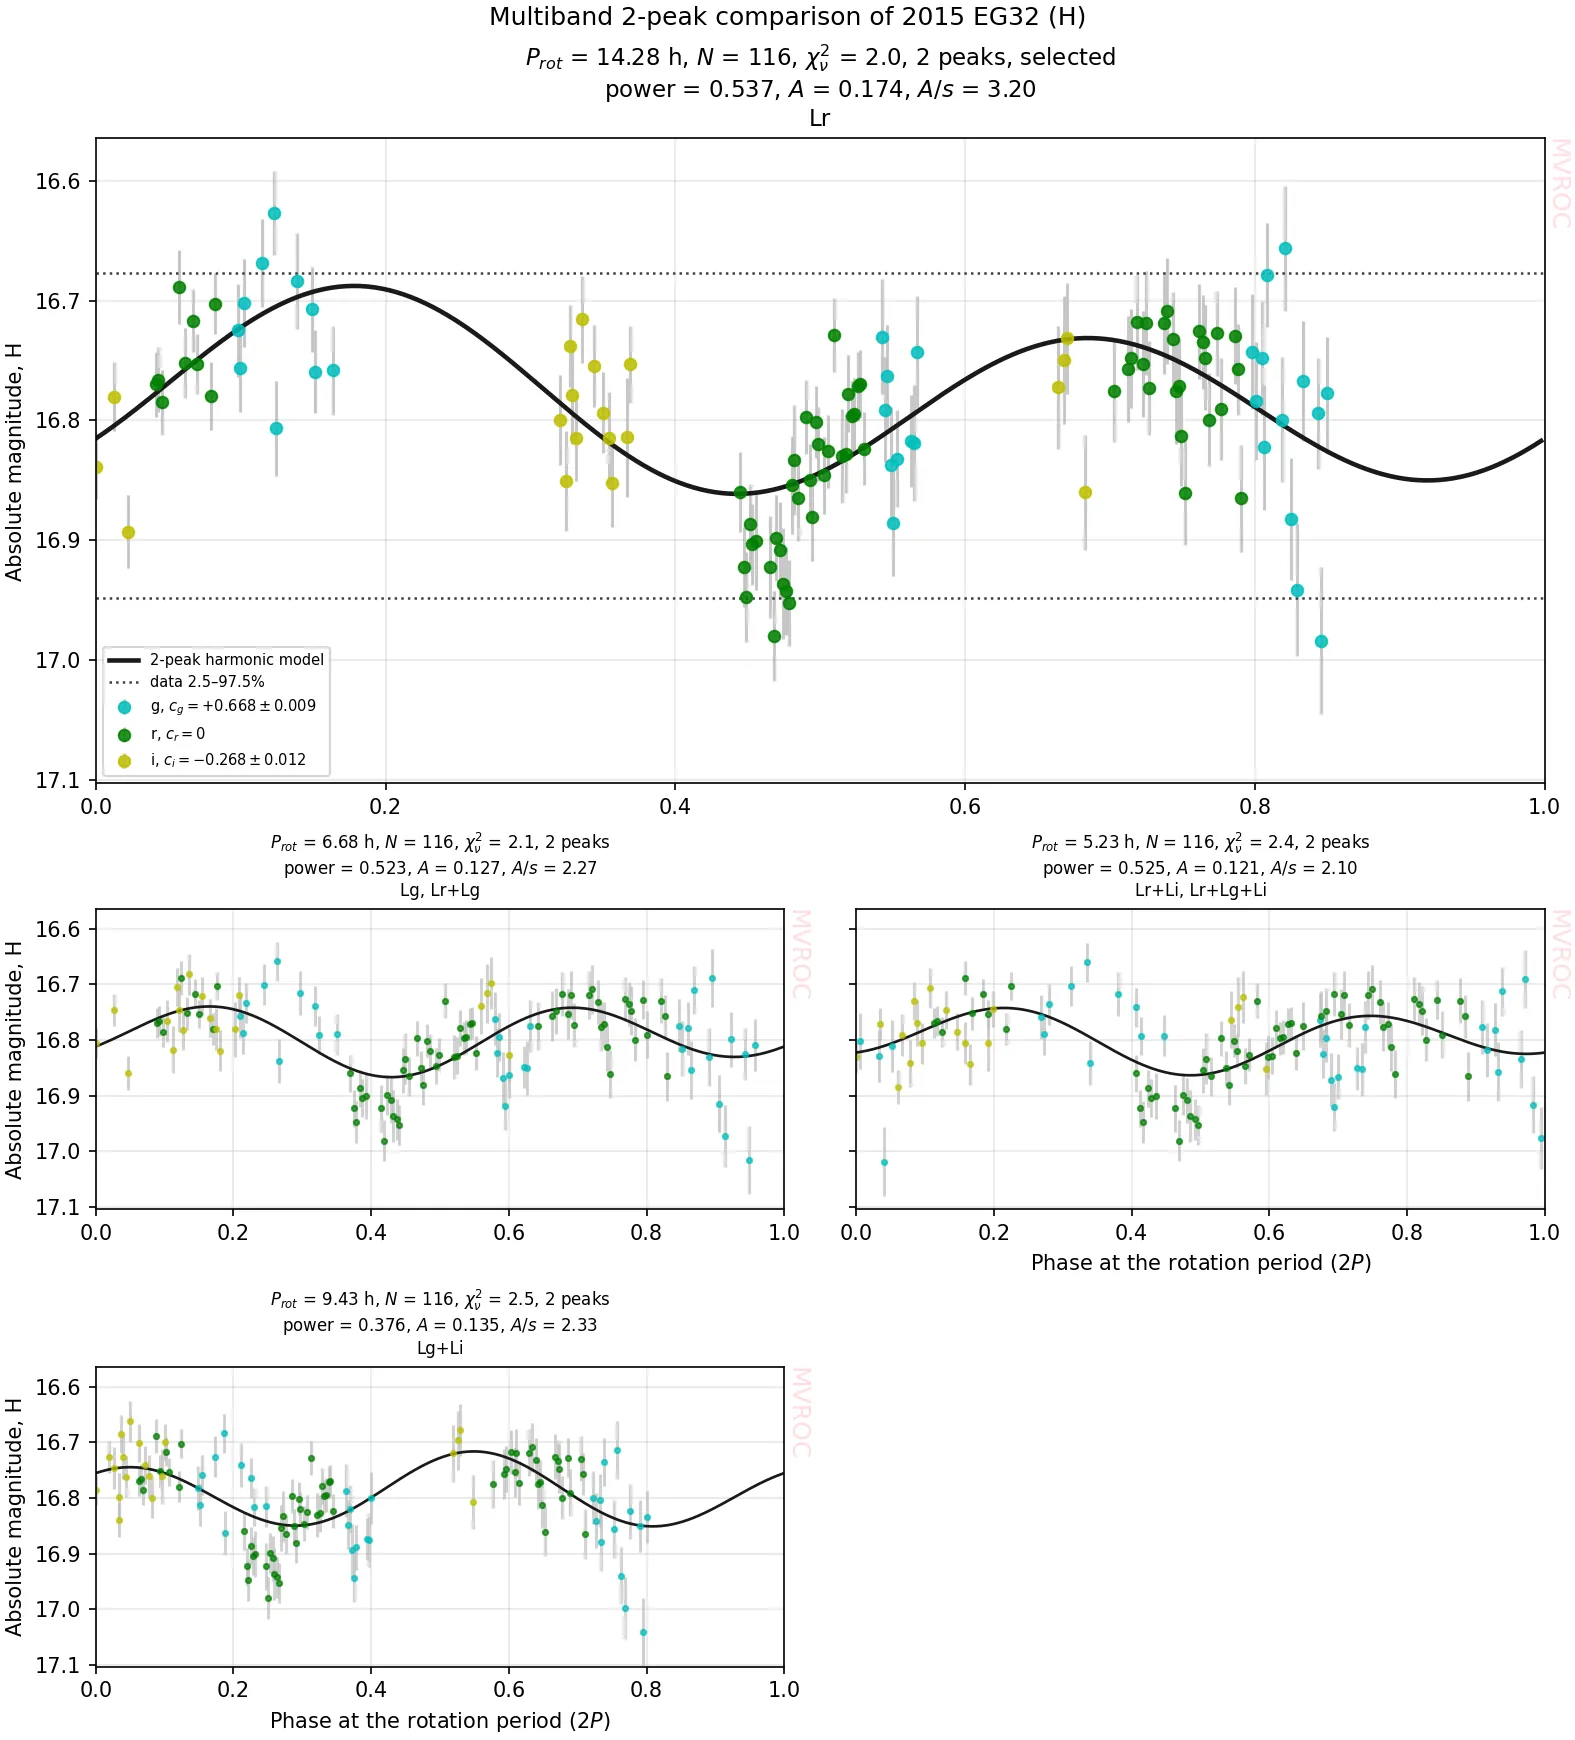 Multiband 2-peak comparison of 2015 EG32 (H)
P_rot = 14.28 h, N = 116, χ²_ν = 2.0, 2 peaks, selected
power = 0.537, A = 0.174, A/s = 3.20
Lr
MVROC
Absolute magnitude, H
16.6
16.7
16.8
16.9
17.0
17.1
2-peak harmonic model
data 2.5–97.5%
g, c_g = +0.668 ± 0.009
r, c_r = 0
i, c_i = −0.268 ± 0.012
0.0 0.2 0.4 0.6 0.8 1.0
P_rot = 6.68 h, N = 116, χ²_ν = 2.1, 2 peaks
power = 0.523, A = 0.127, A/s = 2.27
Lg, Lr+Lg
MVROC
Absolute magnitude, H
16.6
16.7
16.8
16.9
17.0
17.1
0.0 0.2 0.4 0.6 0.8 1.0
P_rot = 5.23 h, N = 116, χ²_ν = 2.4, 2 peaks
power = 0.525, A = 0.121, A/s = 2.10
Lr+Li, Lr+Lg+Li
MVROC
0.0 0.2 0.4 0.6 0.8 1.0
Phase at the rotation period (2P)
P_rot = 9.43 h, N = 116, χ²_ν = 2.5, 2 peaks
power = 0.376, A = 0.135, A/s = 2.33
Lg+Li
MVROC
Absolute magnitude, H
16.6
16.7
16.8
16.9
17.0
17.1
0.0 0.2 0.4 0.6 0.8 1.0
Phase at the rotation period (2P)